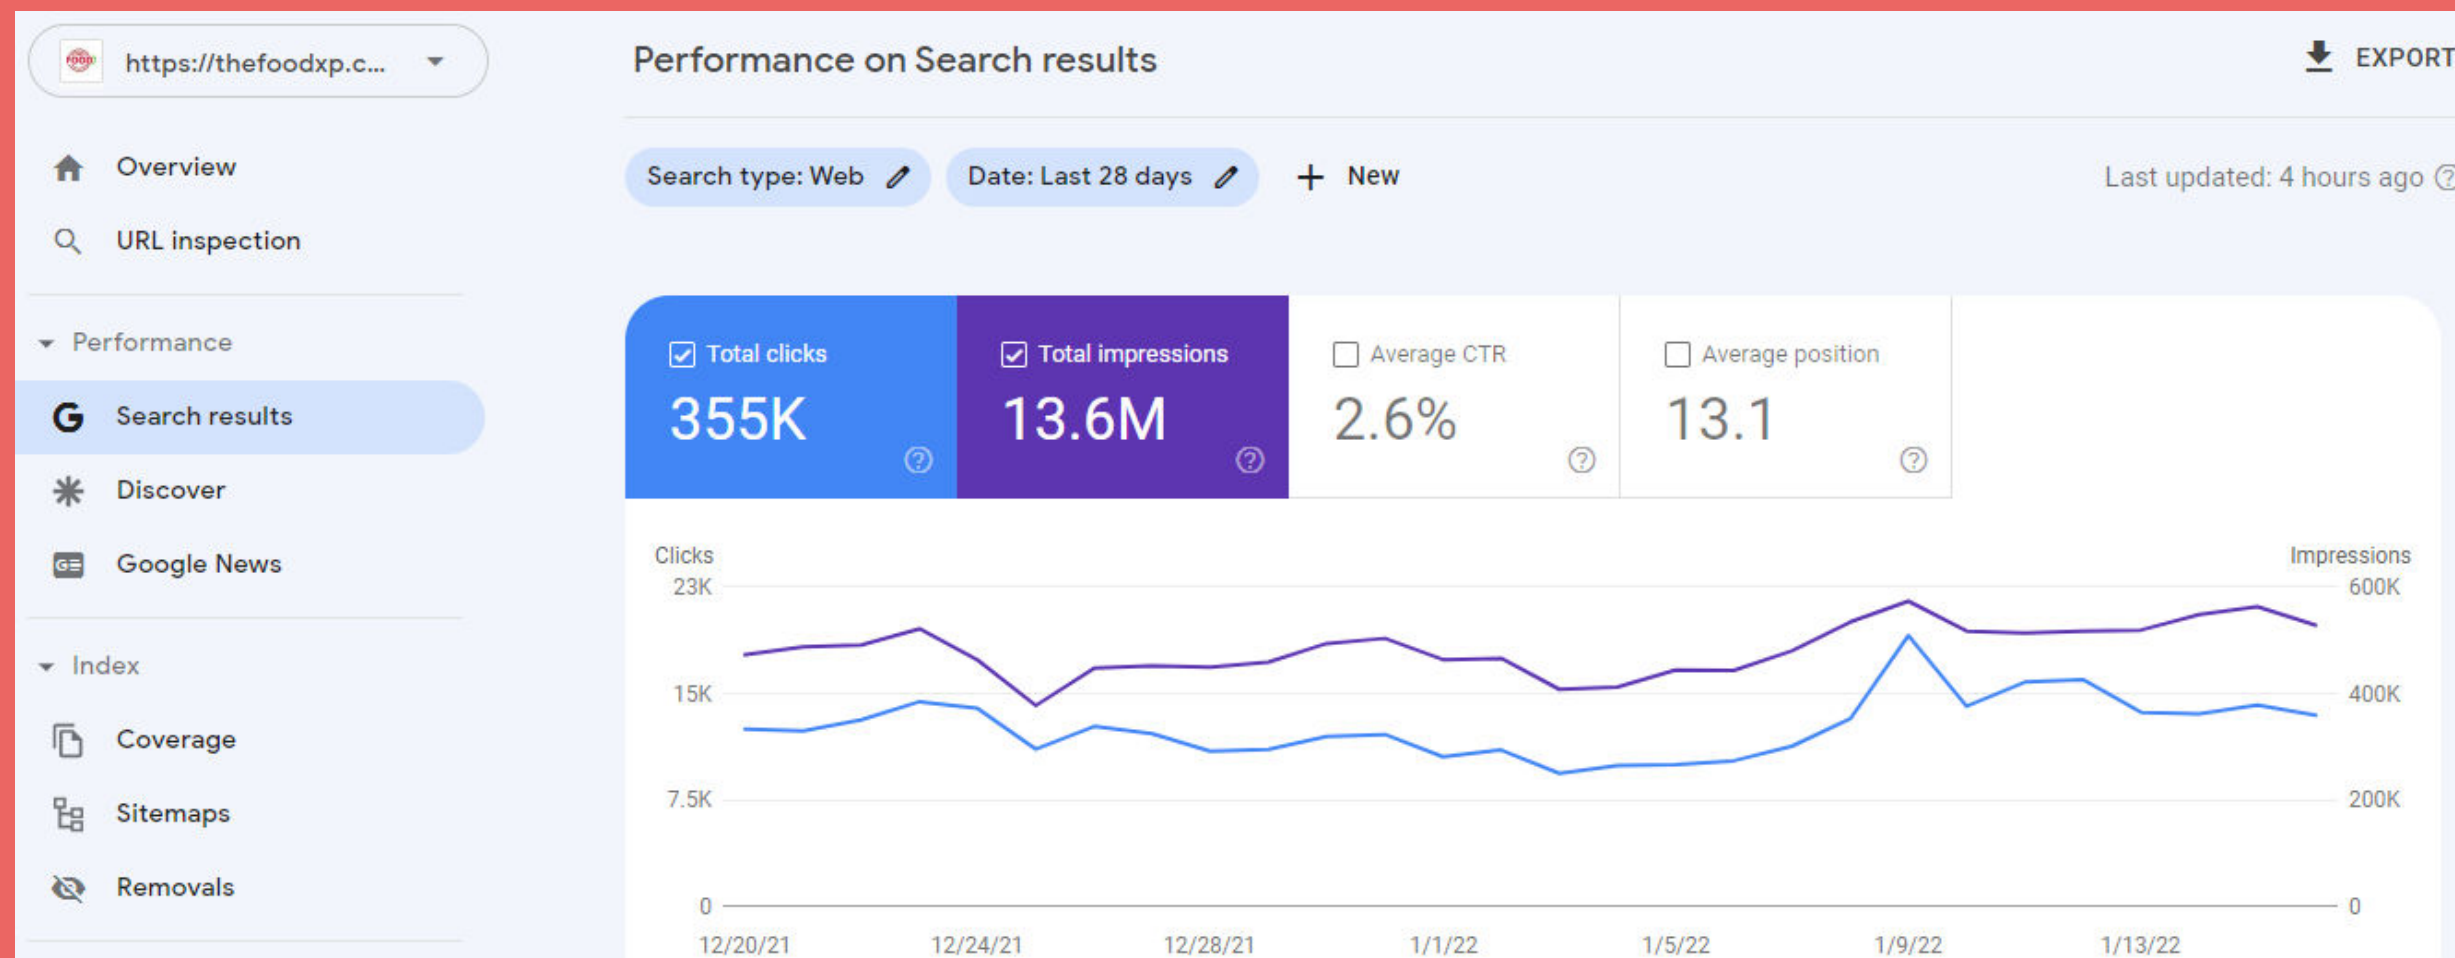 https://thefoodxp.c...
Overview
URL inspection
Performance
Search results
Discover
Google News
Index
Coverage
Sitemaps
Removals
Performance on Search results
EXPORT
Search type: Web
Date: Last 28 days
New
Last updated: 4 hours ago
Total clicks
355K
Total impressions
13.6M
Average CTR
2.6%
Average position
13.1
Clicks
Impressions
23K
600K
15K
400K
7.5K
200K
0
0
12/20/21 12/24/21 12/28/21 1/1/22 1/5/22 1/9/22 1/13/22